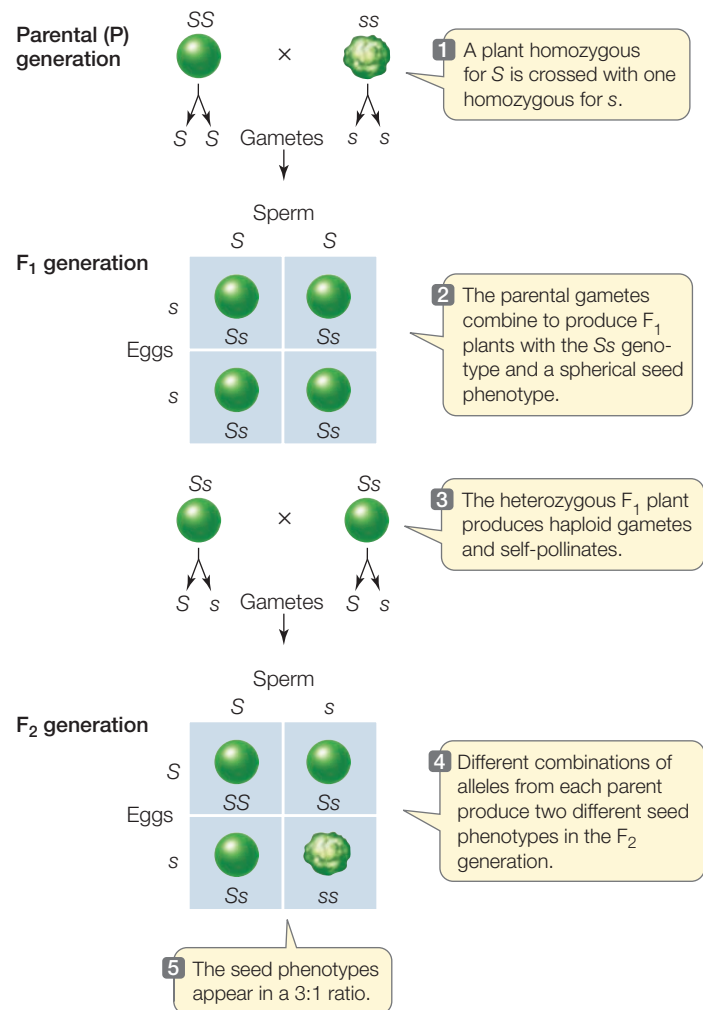 Parental (P)
generation
SS
×
ss
1 A plant homozygous
for S is crossed with one
homozygous for s.
S S
Gametes
s s
Sperm
S S
F₁ generation
s
Ss Ss
Eggs
s
Ss Ss
2 The parental gametes
combine to produce F₁
plants with the Ss geno-
type and a spherical seed
phenotype.
Ss
×
Ss
3 The heterozygous F₁ plant
produces haploid gametes
and self-pollinates.
S s
Gametes
S s
Sperm
S s
F₂ generation
S
SS Ss
Eggs
s
Ss ss
4 Different combinations of
alleles from each parent
produce two different seed
phenotypes in the F₂
generation.
5 The seed phenotypes
appear in a 3:1 ratio.